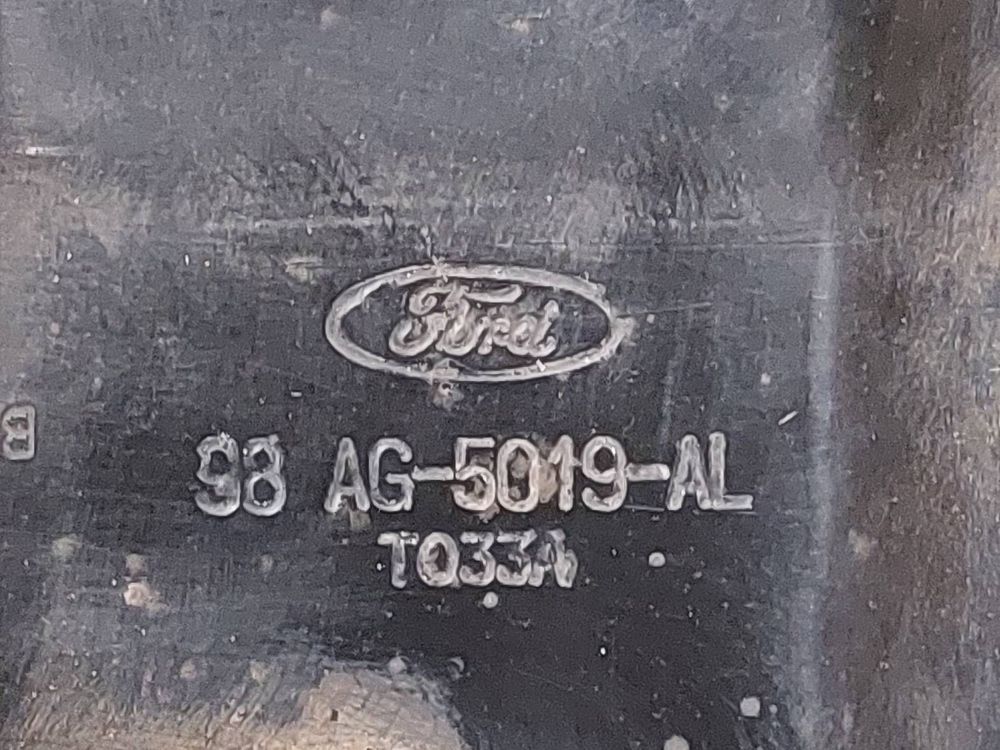 Ford
98 AG-5019-AL
T033A
B